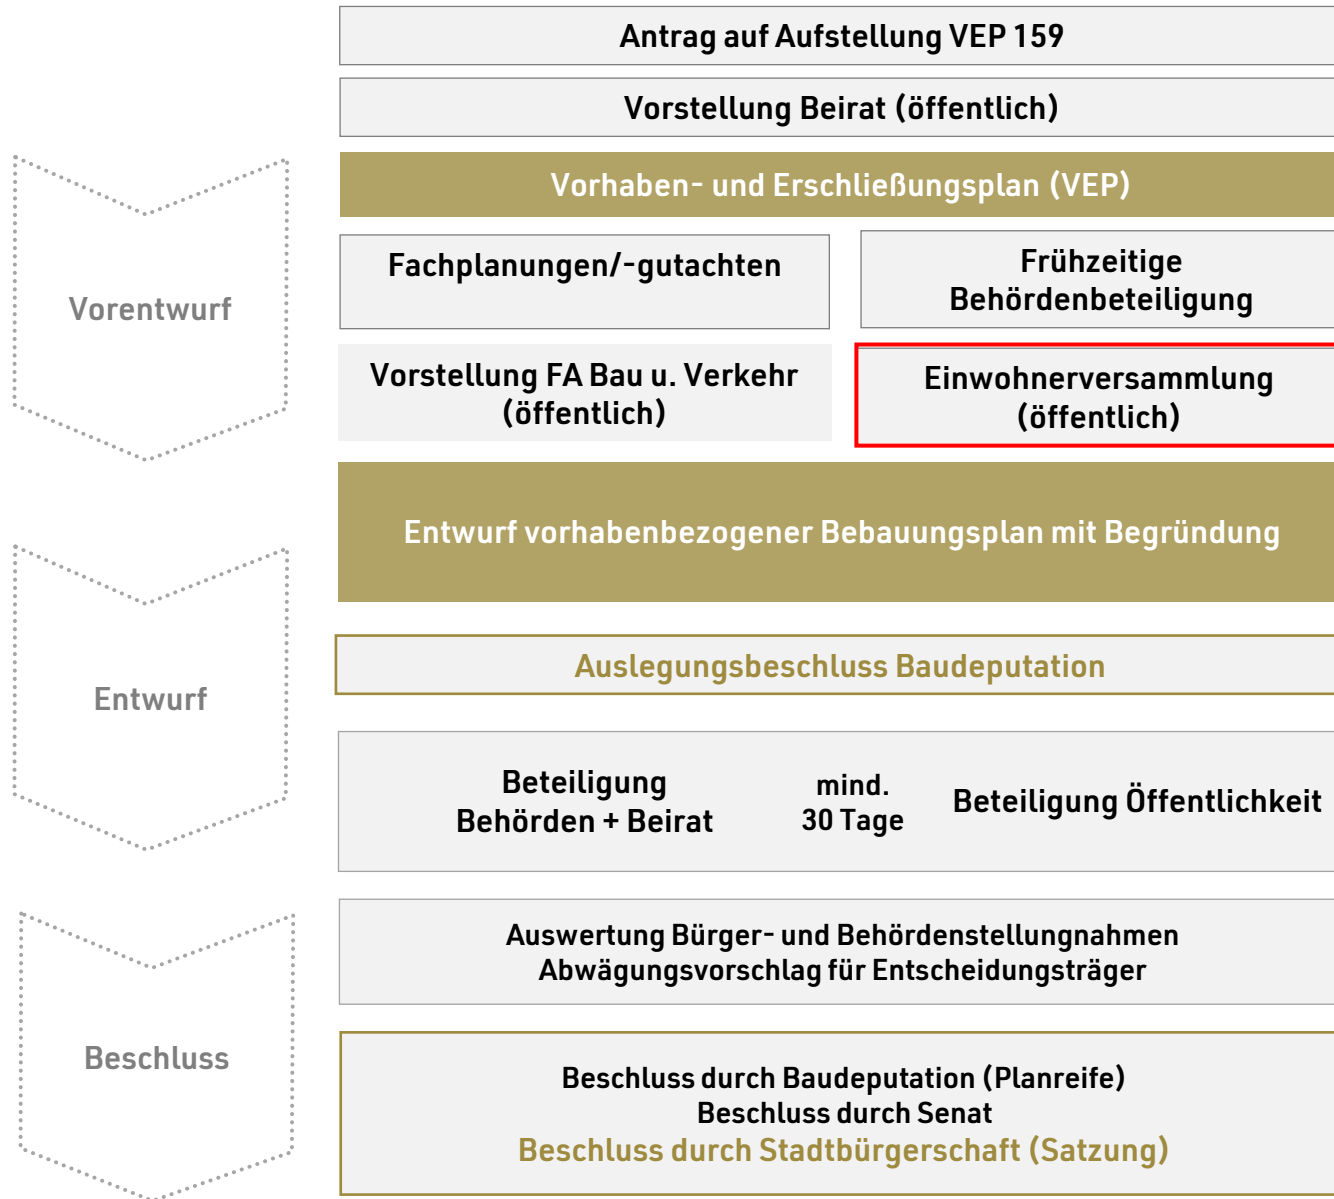 Antrag auf Aufstellung VEP 159
Vorstellung Beirat (öffentlich)
Vorhaben- und Erschließungsplan (VEP)
Vorentwurf
Fachplanungen/-gutachten
Frühzeitige
Behördenbeteiligung
Vorstellung FA Bau u. Verkehr
(öffentlich)
Einwohnerversammlung
(öffentlich)
Entwurf vorhabenbezogener Bebauungsplan mit Begründung
Entwurf
Auslegungsbeschluss Baudeputation
Beteiligung
Behörden + Beirat
mind.
30 Tage
Beteiligung Öffentlichkeit
Auswertung Bürger- und Behördenstellungnahmen
Abwägungsvorschlag für Entscheidungsträger
Beschluss
Beschluss durch Baudeputation (Planreife)
Beschluss durch Senat
Beschluss durch Stadtbürgerschaft (Satzung)